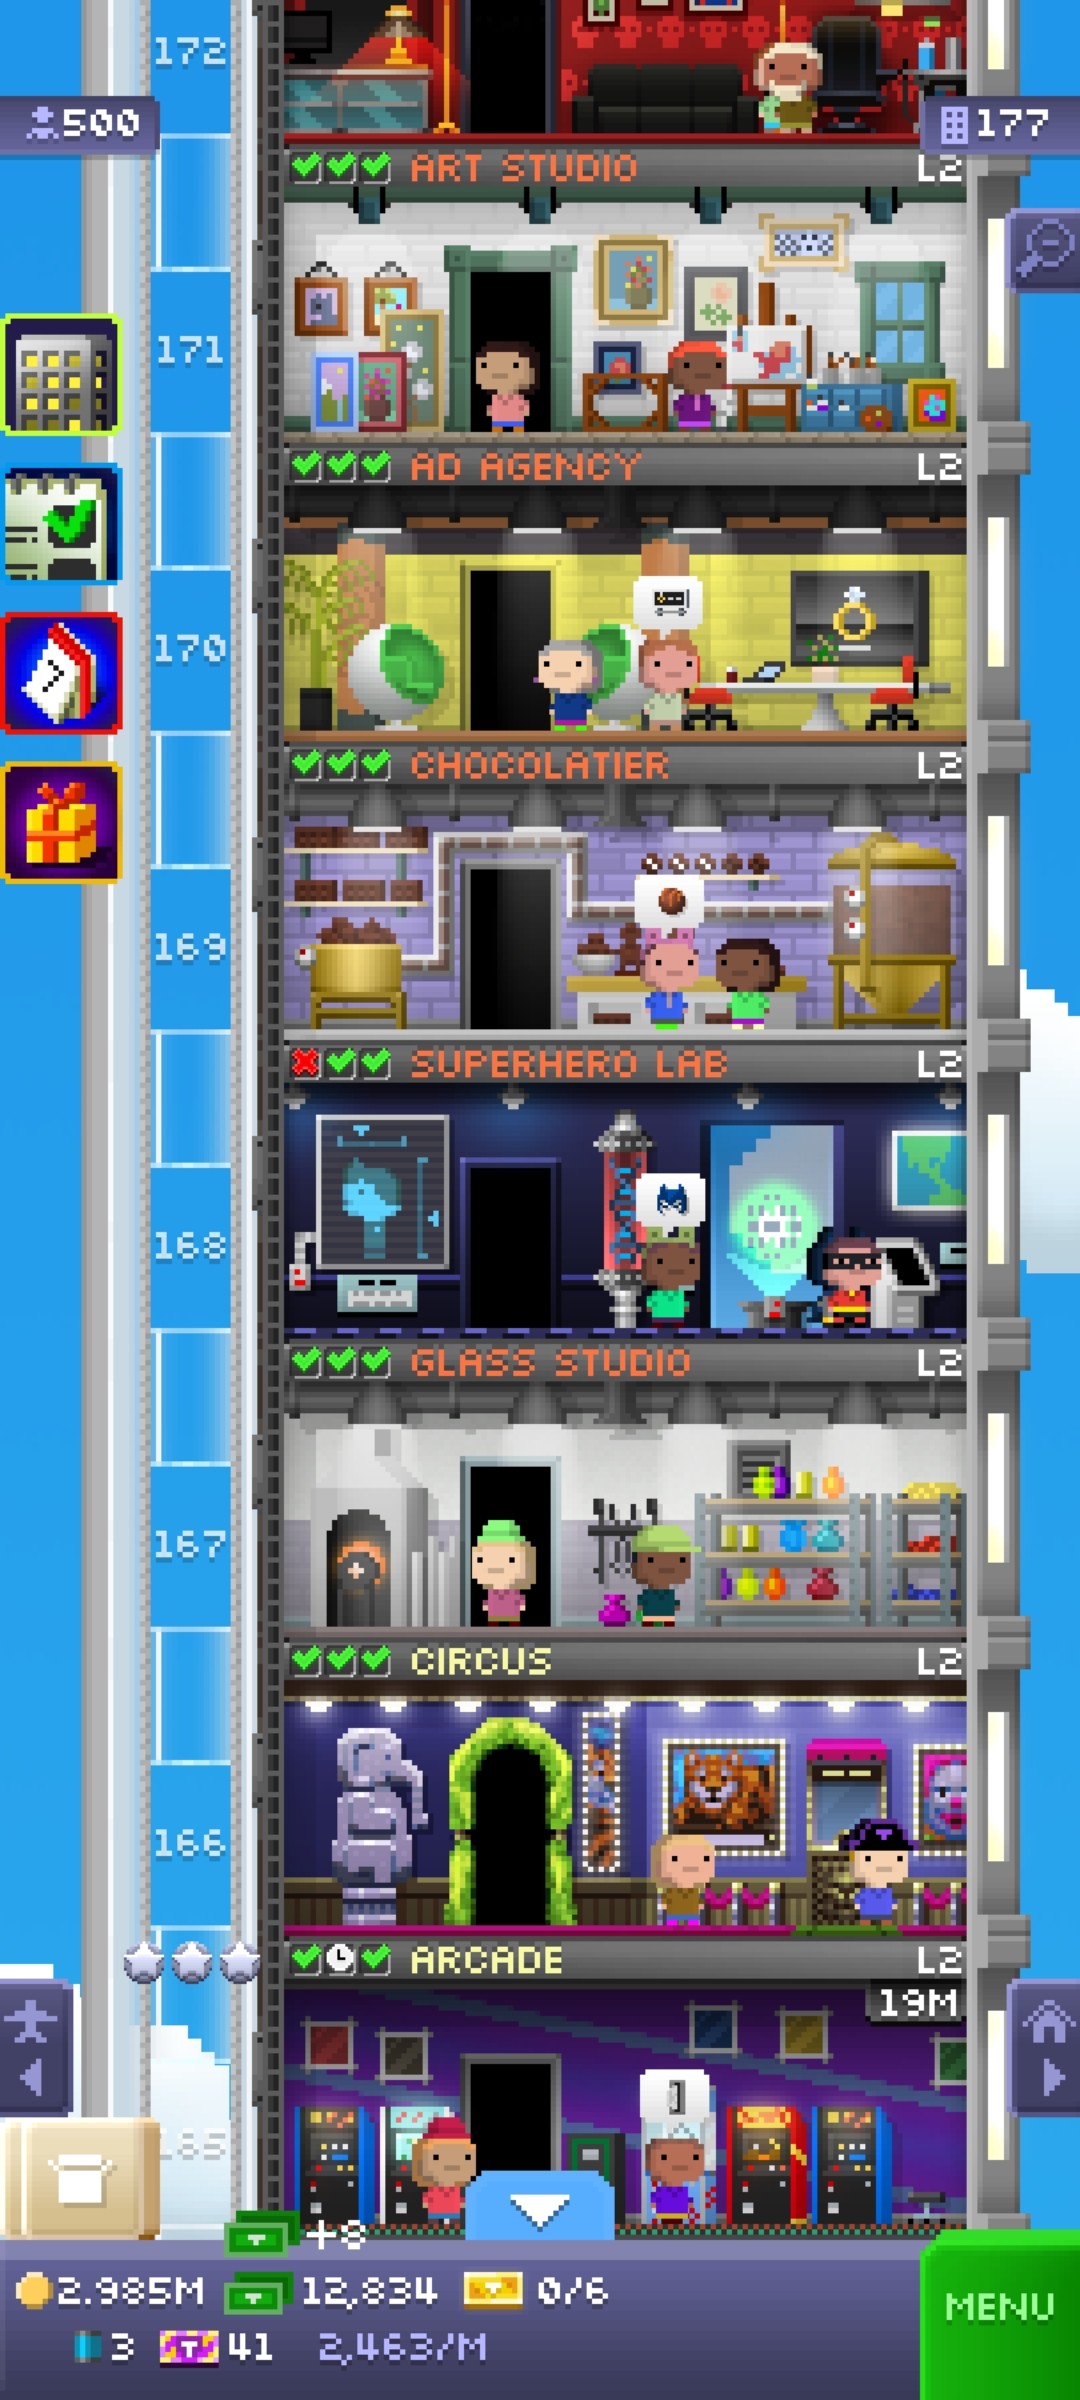 172
500
177
ART STUDIO L2
171
AD AGENCY L2
170
7
CHOCOLATIER L2
169
SUPERHERO LAB L2
168
GLASS STUDIO L2
167
CIRCUS L2
166
ARCADE L2
19M
165
+8
2.985M 12,834 0/6
MENU
3 41 2,463/M